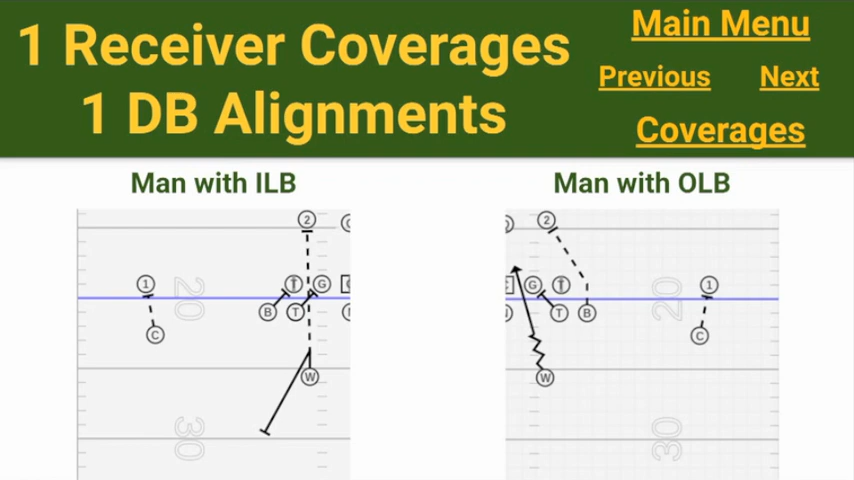 1 Receiver Coverages
1 DB Alignments
Main Menu
Previous Next
Coverages
Man with ILB
Man with OLB
2
1 T G
20
B T
C
W
30
2
G T 1
20
T B
C
W
30